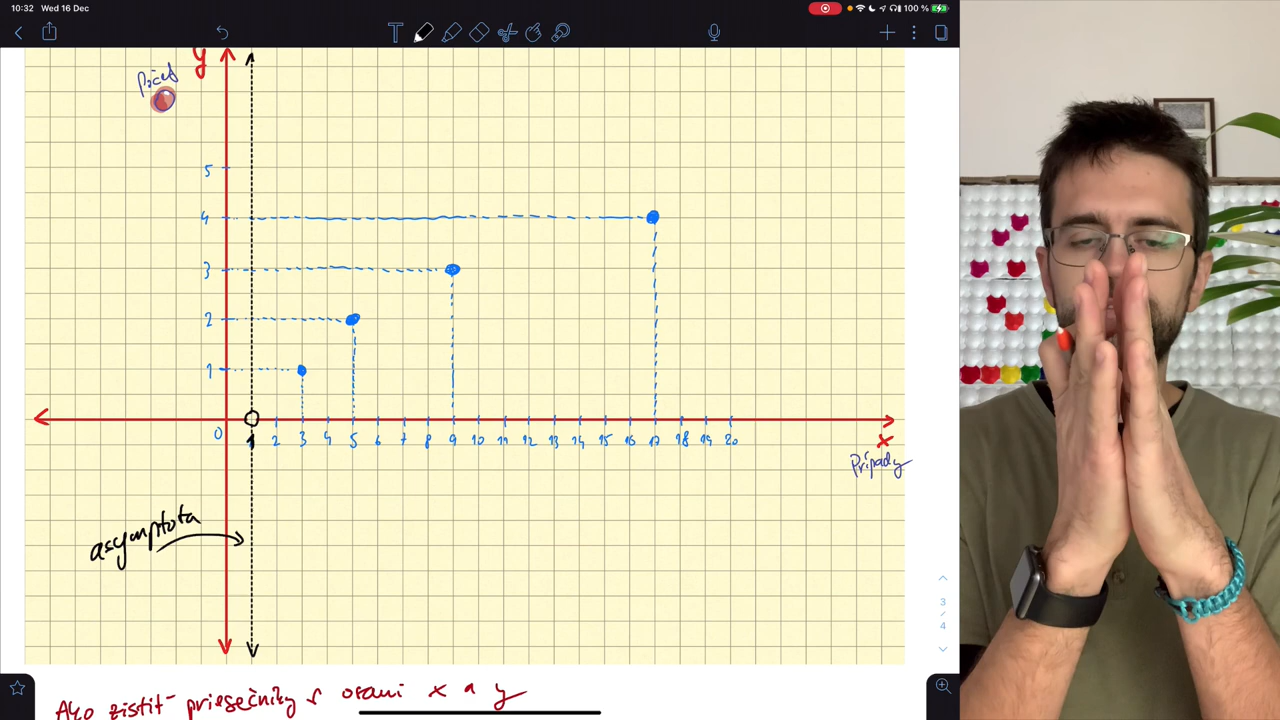 10:32 Wed 16 Dec
100 %
T
y
Počet
5
4
3
2
1
0 1 2 3 4 5 6 7 8 9 10 11 12 13 14 15 16 17 18 19 20
x
Prípady
asymptota
3
/
4
Ako zistiť priesečníky s osami x a y